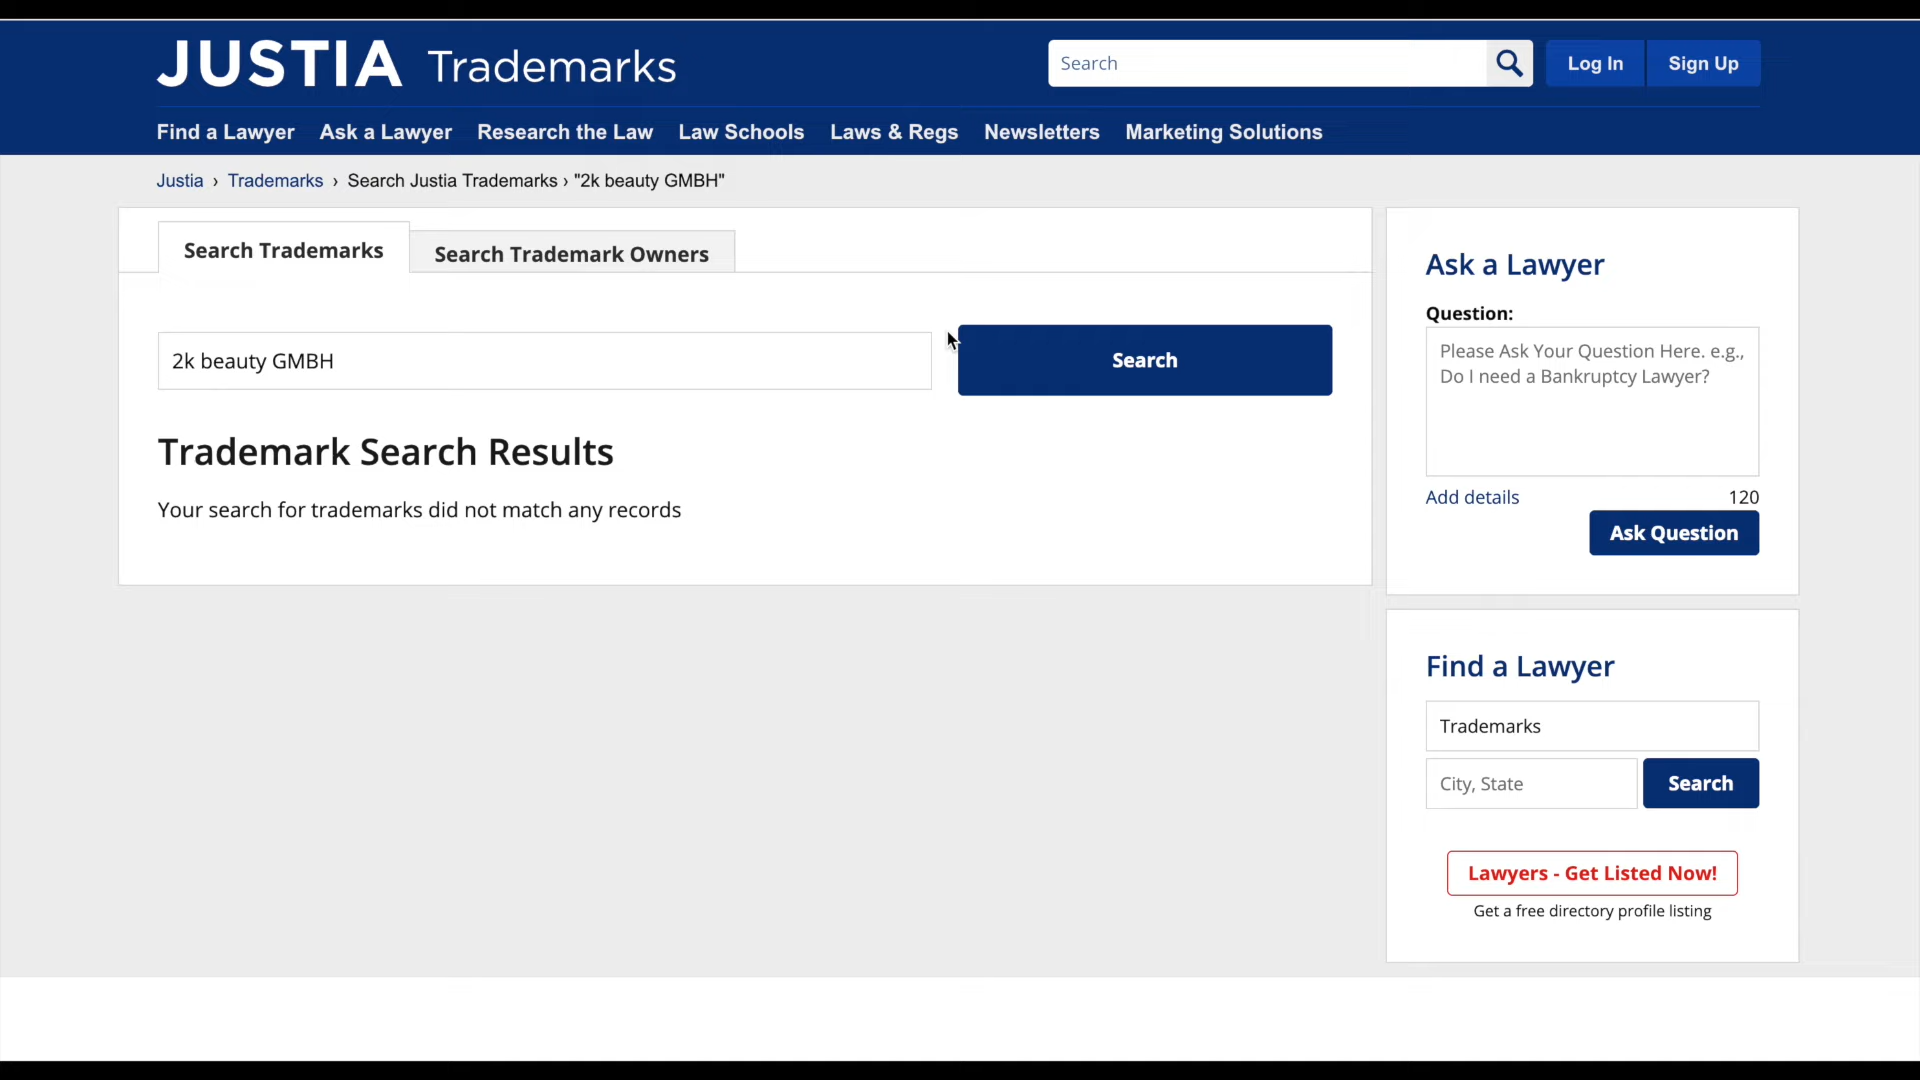 JUSTIA Trademarks
Search
Log In
Sign Up
Find a Lawyer
Ask a Lawyer
Research the Law
Law Schools
Laws & Regs
Newsletters
Marketing Solutions
Justia › Trademarks › Search Justia Trademarks › "2k beauty GMBH"
Search Trademarks
Search Trademark Owners
2k beauty GMBH
Search
Trademark Search Results
Your search for trademarks did not match any records
Ask a Lawyer
Question:
Please Ask Your Question Here. e.g.,
Do I need a Bankruptcy Lawyer?
Add details
120
Ask Question
Find a Lawyer
Trademarks
City, State
Search
Lawyers - Get Listed Now!
Get a free directory profile listing